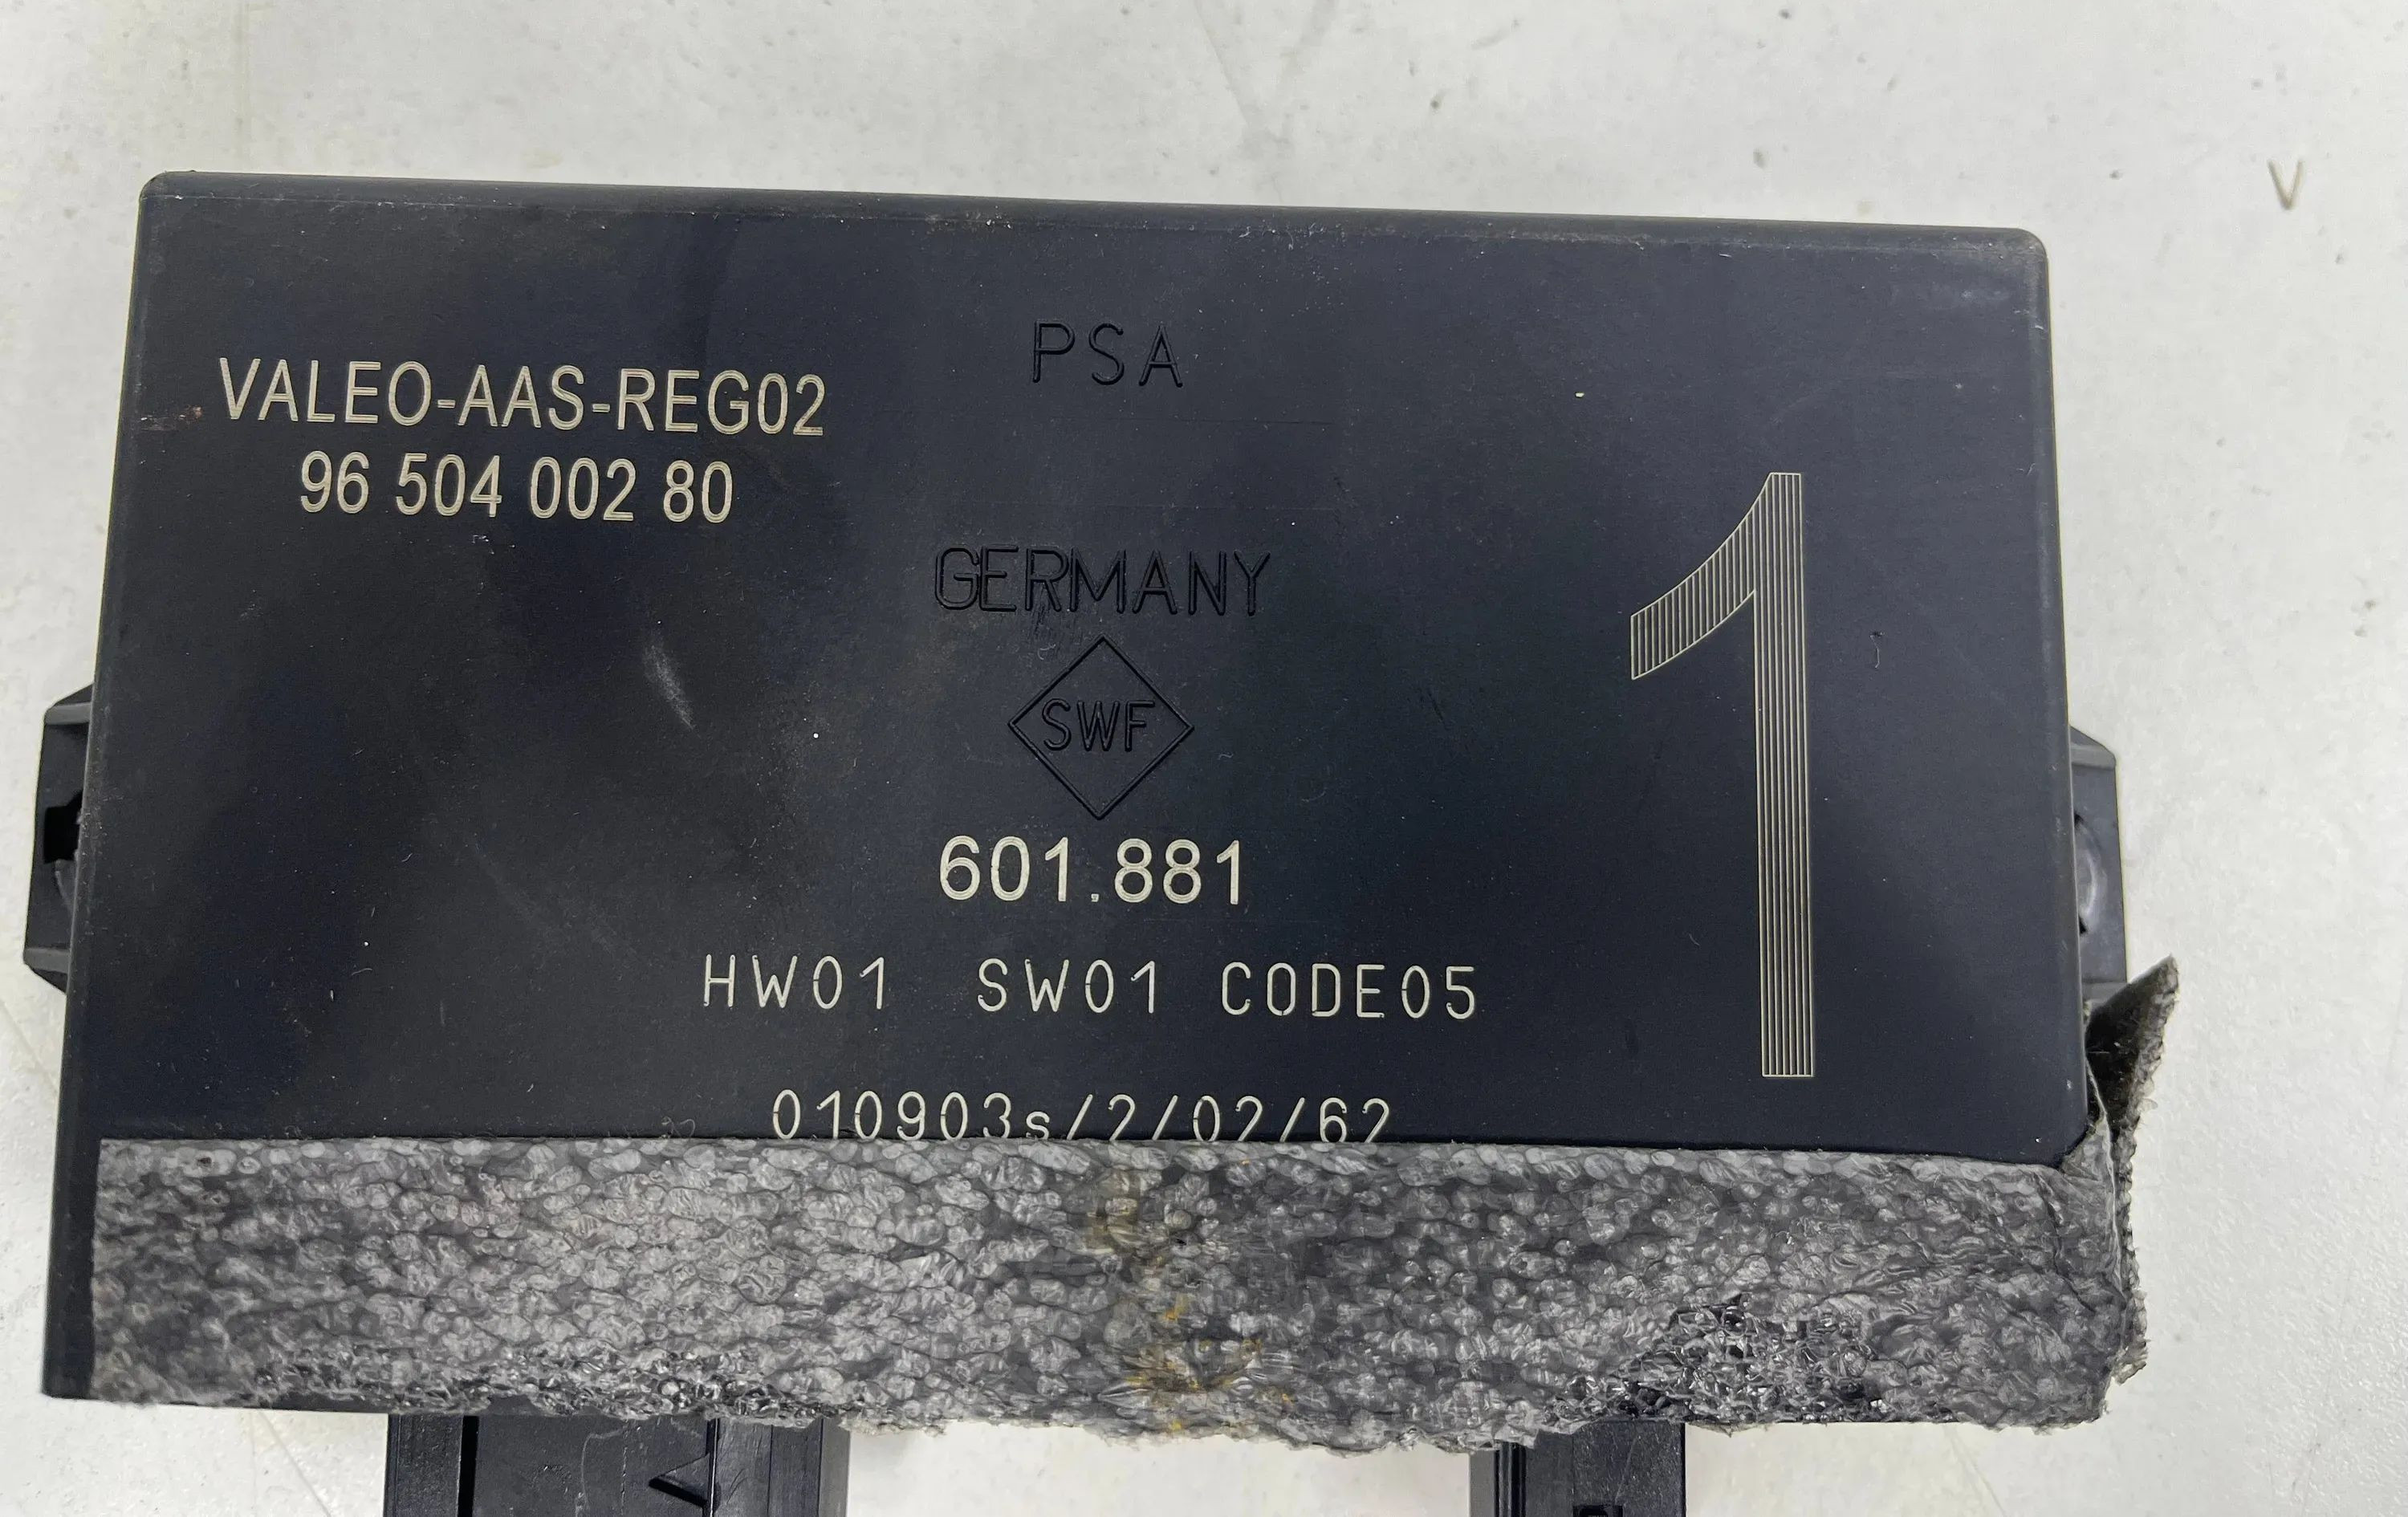 PSA
VALEO-AAS-REG02
96 504 002 80
GERMANY
SWF
601.881
HW01 SW01 CODE05
010903s/2/02/62
1